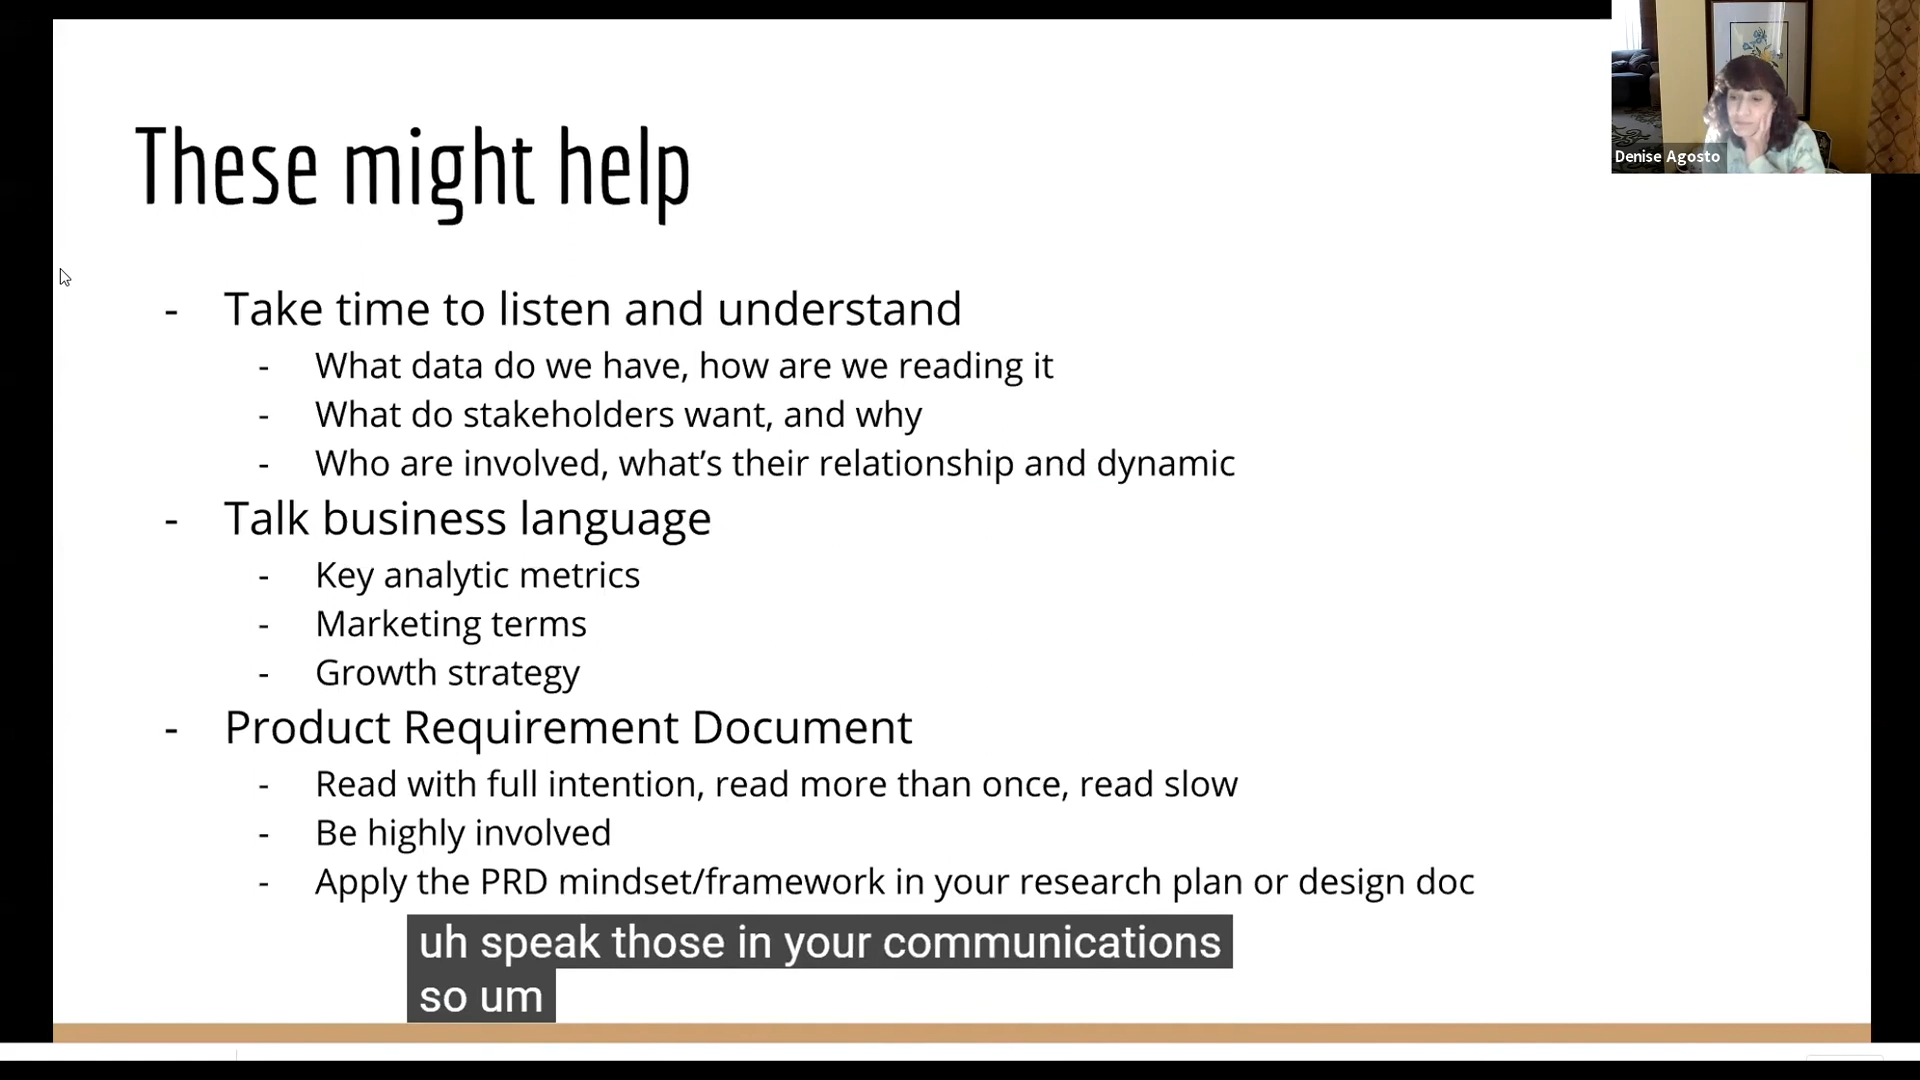 These might help
Denise Agosto
- Take time to listen and understand
- What data do we have, how are we reading it
- What do stakeholders want, and why
- Who are involved, what’s their relationship and dynamic
- Talk business language
- Key analytic metrics
- Marketing terms
- Growth strategy
- Product Requirement Document
- Read with full intention, read more than once, read slow
- Be highly involved
- Apply the PRD mindset/framework in your research plan or design doc
uh speak those in your communications
so um